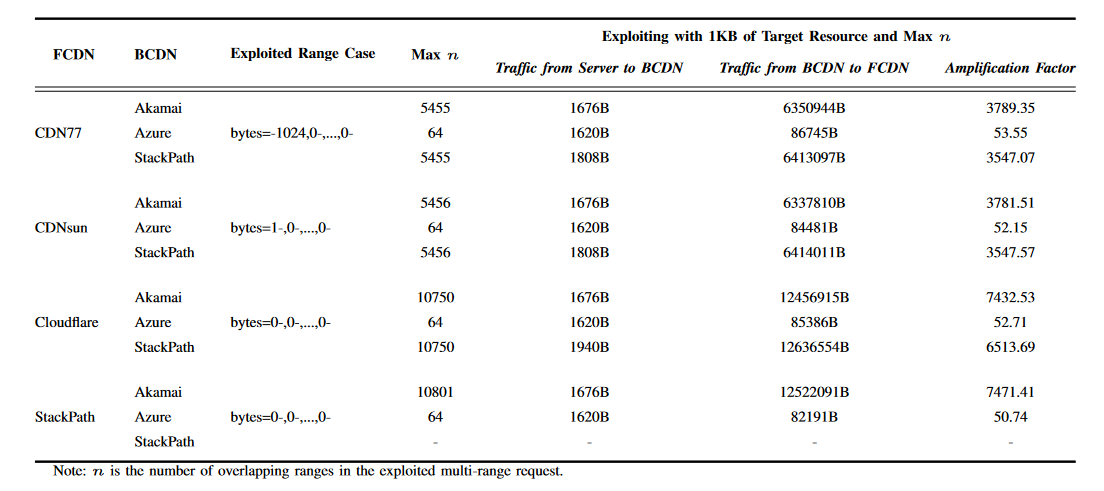 Exploiting with 1KB of Target Resource and Max n
FCDN BCDN Exploited Range Case Max n
Traffic from Server to BCDN Traffic from BCDN to FCDN Amplification Factor
Akamai 5455 1676B 6350944B 3789.35
CDN77 Azure bytes=-1024,0-,...,0- 64 1620B 86745B 53.55
StackPath 5455 1808B 6413097B 3547.07
Akamai 5456 1676B 6337810B 3781.51
CDNsun Azure bytes=1-,0-,...,0- 64 1620B 84481B 52.15
StackPath 5456 1808B 6414011B 3547.57
Akamai 10750 1676B 12456915B 7432.53
Cloudflare Azure bytes=0-,0-,...,0- 64 1620B 85386B 52.71
StackPath 10750 1940B 12636554B 6513.69
Akamai 10801 1676B 12522091B 7471.41
StackPath Azure bytes=0-,0-,...,0- 64 1620B 82191B 50.74
StackPath - - - -
Note: n is the number of overlapping ranges in the exploited multi-range request.